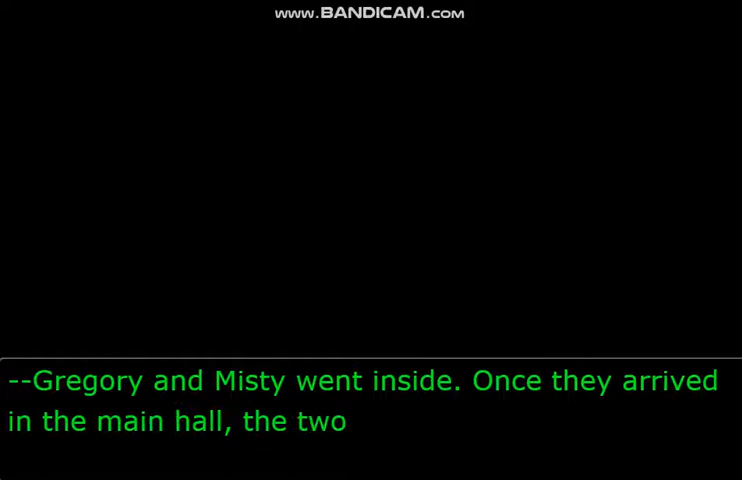 www.BANDICAM.com
--Gregory and Misty went inside. Once they arrived
in the main hall, the two